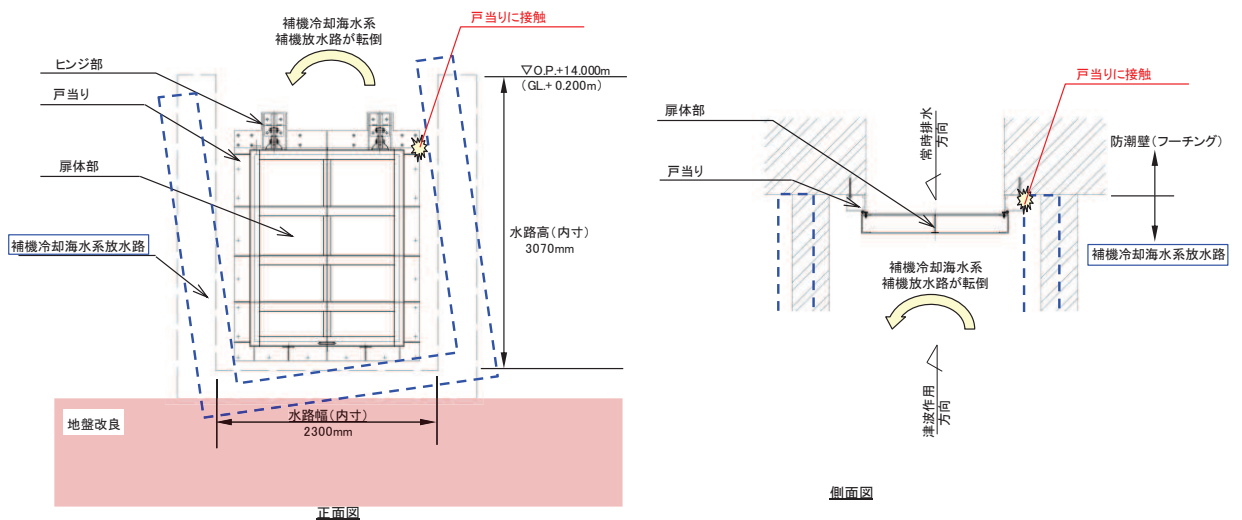 補機冷却海水系
補機放水路が転倒
戸当りに接触
ヒンジ部
戸当り
扉体部
補機冷却海水系放水路
▽O.P.+14.000m
(GL.+ 0.200m)
水路高(内寸)
3070mm
地盤改良
水路幅(内寸)
2300mm
正面図
戸当りに接触
扉体部
戸当り
常時排水
方向
防潮壁(フーチング)
補機冷却海水系放水路
補機冷却海水系
補機放水路が転倒
津波作用
方向
側面図